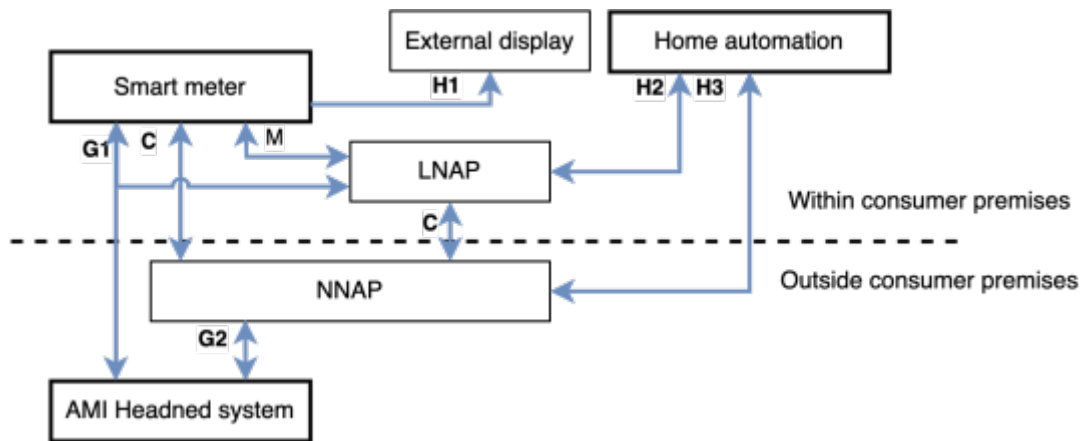 External display
Home automation
Smart meter
H1
H2
H3
G1
C
M
LNAP
Within consumer premises
C
Outside consumer premises
NNAP
G2
AMI Headned system